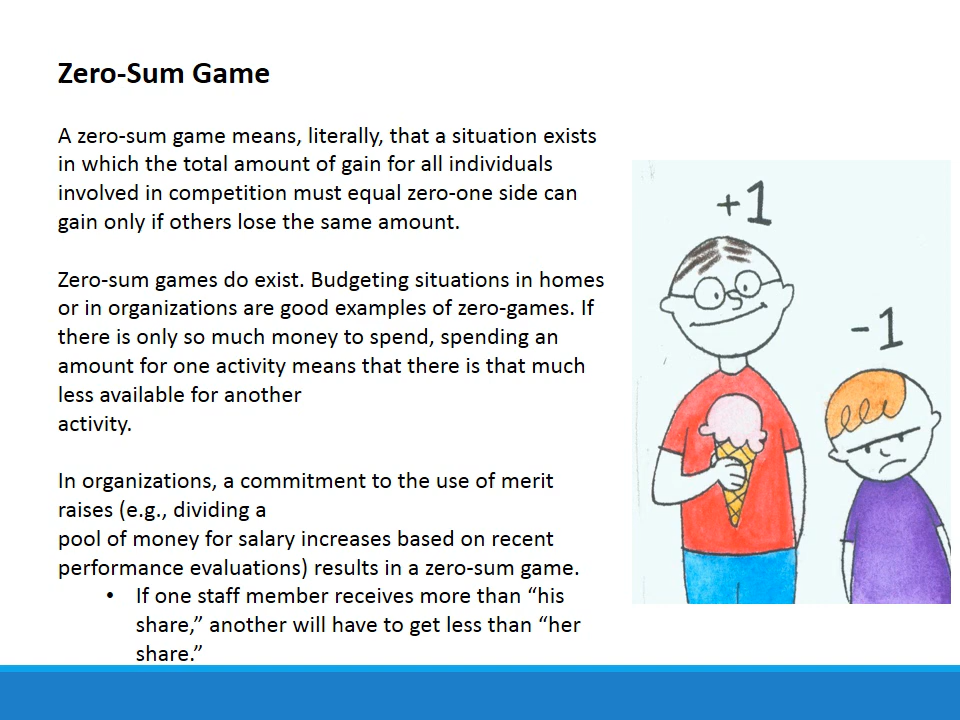 Zero-Sum Game
A zero-sum game means, literally, that a situation exists
in which the total amount of gain for all individuals
involved in competition must equal zero-one side can
gain only if others lose the same amount.
Zero-sum games do exist. Budgeting situations in homes
or in organizations are good examples of zero-games. If
there is only so much money to spend, spending an
amount for one activity means that there is that much
less available for another
activity.
In organizations, a commitment to the use of merit
raises (e.g., dividing a
pool of money for salary increases based on recent
performance evaluations) results in a zero-sum game.
• If one staff member receives more than “his
share,” another will have to get less than “her
share.”
+1
-1